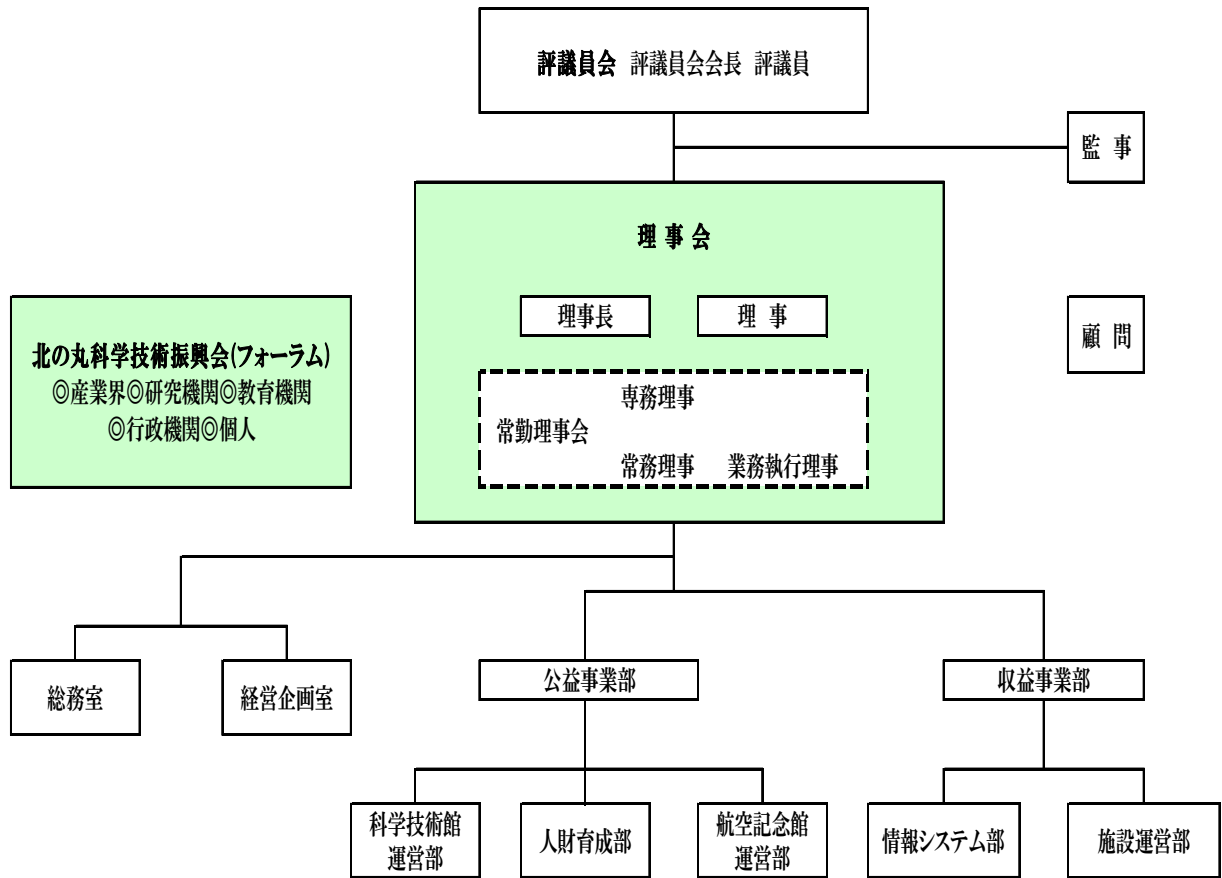 評議員会 評議員会会長 評議員
監 事
理 事 会
理事長 理 事
顧 問
北の丸科学技術振興会(フォーラム)
◎産業界◎研究機関◎教育機関
◎行政機関◎個人
専務理事
常勤理事会
常務理事 業務執行理事
総務室
経営企画室
公益事業部
収益事業部
科学技術館
運営部
人財育成部
航空記念館
運営部
情報システム部
施設運営部